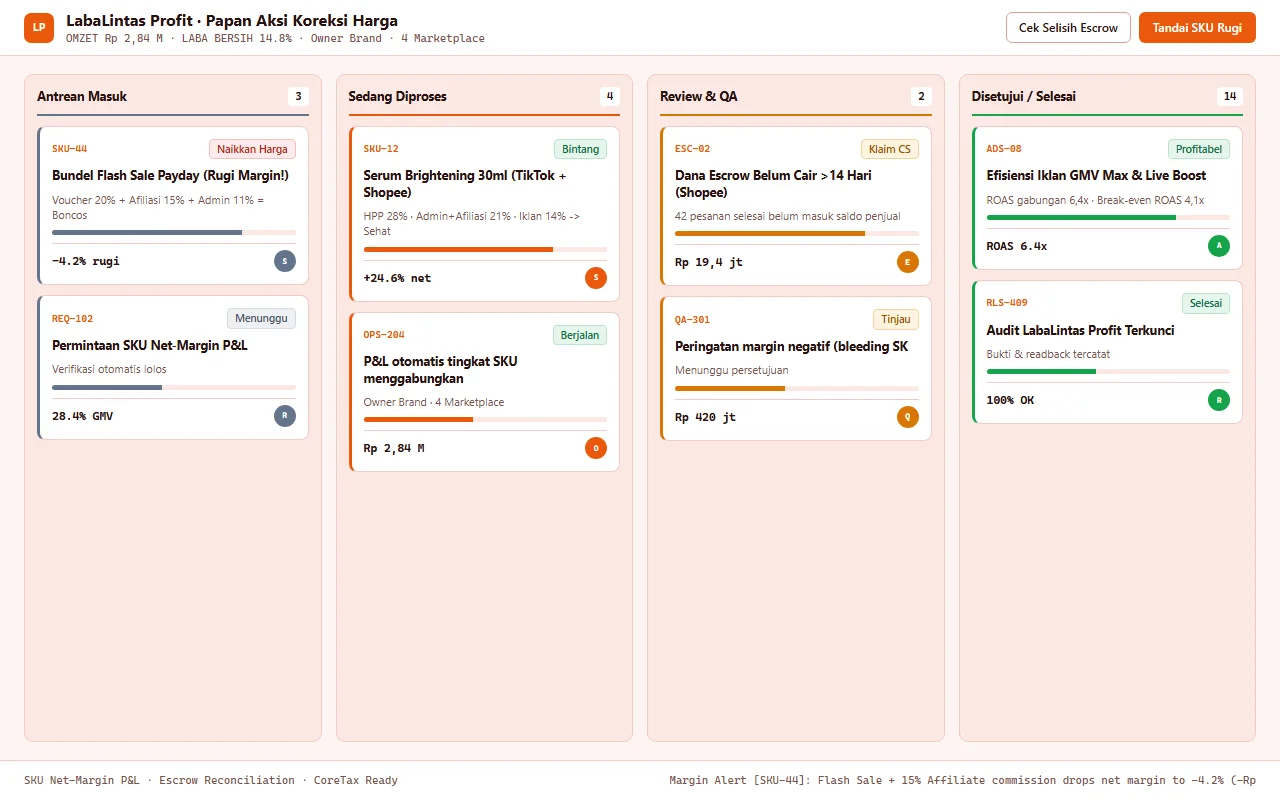 LP
LabaLintas Profit · Papan Aksi Koreksi Harga
OMZET Rp 2,84 M · LABA BERSIH 14.8% · Owner Brand · 4 Marketplace
Cek Selisih Escrow
Tandai SKU Rugi
Antrean Masuk
3
SKU-44
Naikkan Harga
Bundel Flash Sale Payday (Rugi Margin!)
Voucher 20% + Afiliasi 15% + Admin 11% =
Boncos
-4.2% rugi
S
REQ-102
Menunggu
Permintaan SKU Net-Margin P&L
Verifikasi otomatis lolos
28.4% GMV
R
Sedang Diproses
4
SKU-12
Bintang
Serum Brightening 30ml (TikTok +
Shopee)
HPP 28% · Admin+Afiliasi 21% · Iklan 14% ->
Sehat
+24.6% net
S
OPS-204
Berjalan
P&L otomatis tingkat SKU
menggabungkan
Owner Brand · 4 Marketplace
Rp 2,84 M
O
Review & QA
2
ESC-02
Klaim CS
Dana Escrow Belum Cair >14 Hari
(Shopee)
42 pesanan selesai belum masuk saldo penjual
Rp 19,4 jt
E
QA-301
Tinjau
Peringatan margin negatif (bleeding SK
Menunggu persetujuan
Rp 420 jt
Q
Disetujui / Selesai
14
ADS-08
Profitabel
Efisiensi Iklan GMV Max & Live Boost
ROAS gabungan 6,4x · Break-even ROAS 4,1x
ROAS 6.4x
A
RLS-409
Selesai
Audit LabaLintas Profit Terkunci
Bukti & readback tercatat
100% OK
R
SKU Net-Margin P&L · Escrow Reconciliation · CoreTax Ready
Margin Alert [SKU-44]: Flash Sale + 15% Affiliate commission drops net margin to -4.2% (-Rp